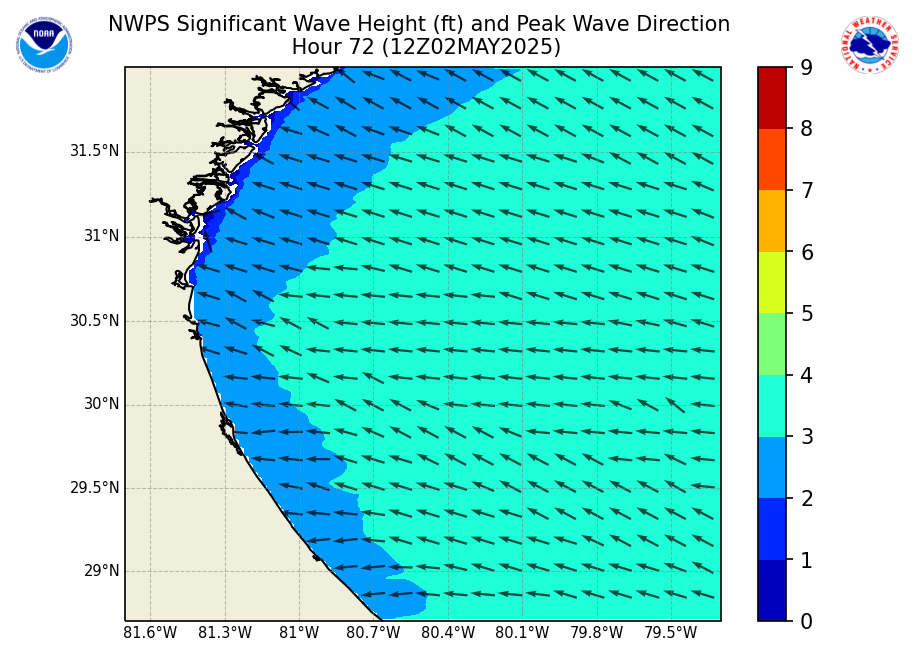 NWPS Significant Wave Height (ft) and Peak Wave Direction
Hour 72 (12Z02MAY2025)
NOAA
NATIONAL WEATHER SERVICE
31.5°N
31°N
30.5°N
30°N
29.5°N
29°N
81.6°W 81.3°W 81°W 80.7°W 80.4°W 80.1°W 79.8°W 79.5°W
9
8
7
6
5
4
3
2
1
0